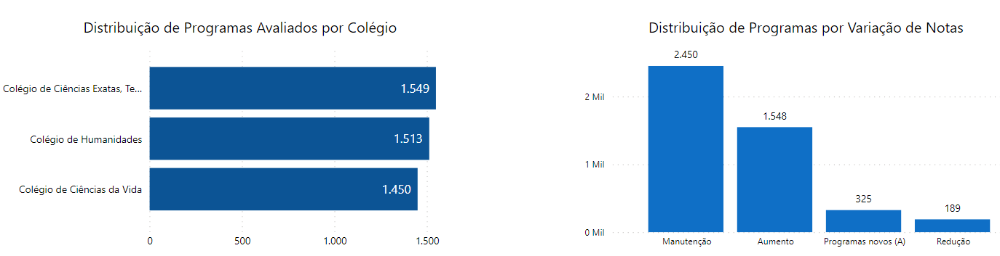 Distribuição de Programas Avaliados por Colégio
Colégio de Ciências Exatas, Te...
1.549
Colégio de Humanidades
1.513
Colégio de Ciências da Vida
1.450
0
500
1.000
1.500
Distribuição de Programas por Variação de Notas
2.450
2 Mil
1.548
1 Mil
325
189
0 Mil
Manutenção
Aumento
Programas novos (A)
Redução